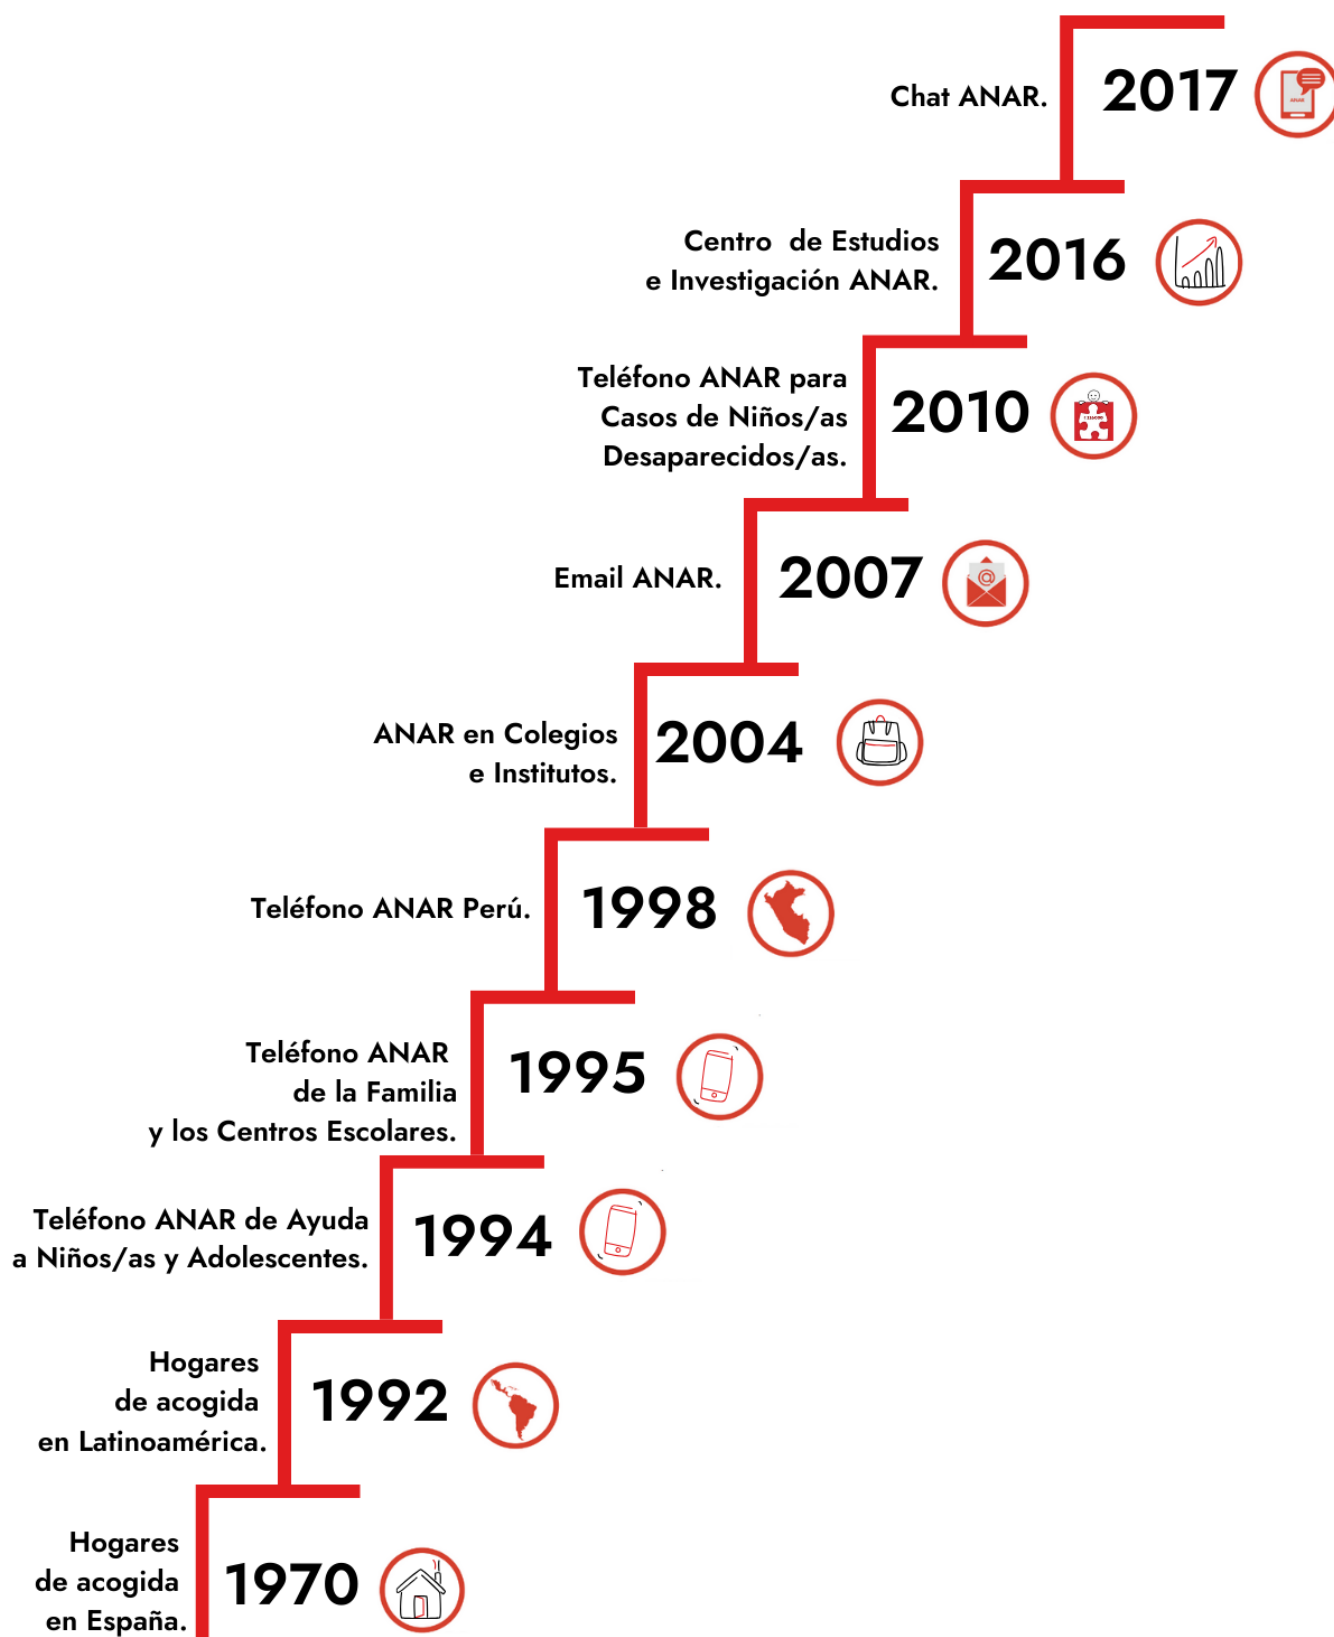 Chat ANAR.
2017
Centro de Estudios
e Investigación ANAR.
2016
Teléfono ANAR para
Casos de Niños/as
Desaparecidos/as.
2010
Email ANAR.
2007
ANAR en Colegios
e Institutos.
2004
Teléfono ANAR Perú.
1998
Teléfono ANAR
de la Familia
y los Centros Escolares.
1995
Teléfono ANAR de Ayuda
a Niños/as y Adolescentes.
1994
Hogares
de acogida
en Latinoamérica.
1992
Hogares
de acogida
en España.
1970